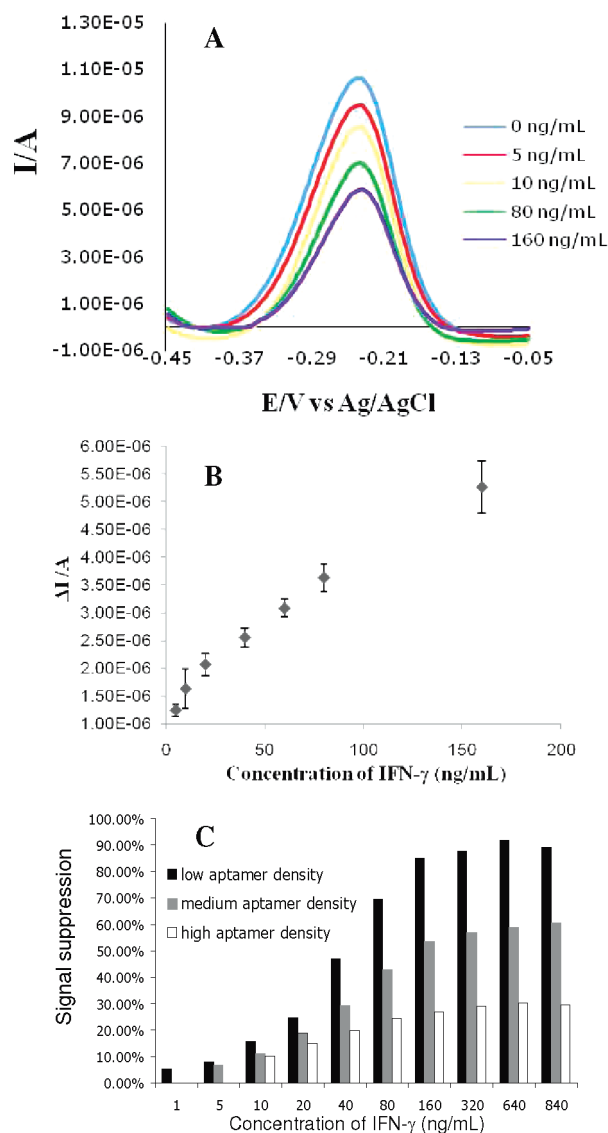 A
I/A
1.30E-05
1.10E-05
9.00E-06
7.00E-06
5.00E-06
3.00E-06
1.00E-06
-1.00E-06
-0.45 -0.37 -0.29 -0.21 -0.13 -0.05
E/V vs Ag/AgCl
0 ng/mL
5 ng/mL
10 ng/mL
80 ng/mL
160 ng/mL
B
ΔI /A
6.00E-06
5.50E-06
5.00E-06
4.50E-06
4.00E-06
3.50E-06
3.00E-06
2.50E-06
2.00E-06
1.50E-06
1.00E-06
0 50 100 150 200
Concentration of IFN-γ (ng/mL)
C
Signal suppression
100.00%
90.00%
80.00%
70.00%
60.00%
50.00%
40.00%
30.00%
20.00%
10.00%
0.00%
low aptamer density
medium aptamer density
high aptamer density
1 5 10 20 40 80 160 320 640 840
Concentration of IFN-γ (ng/mL)